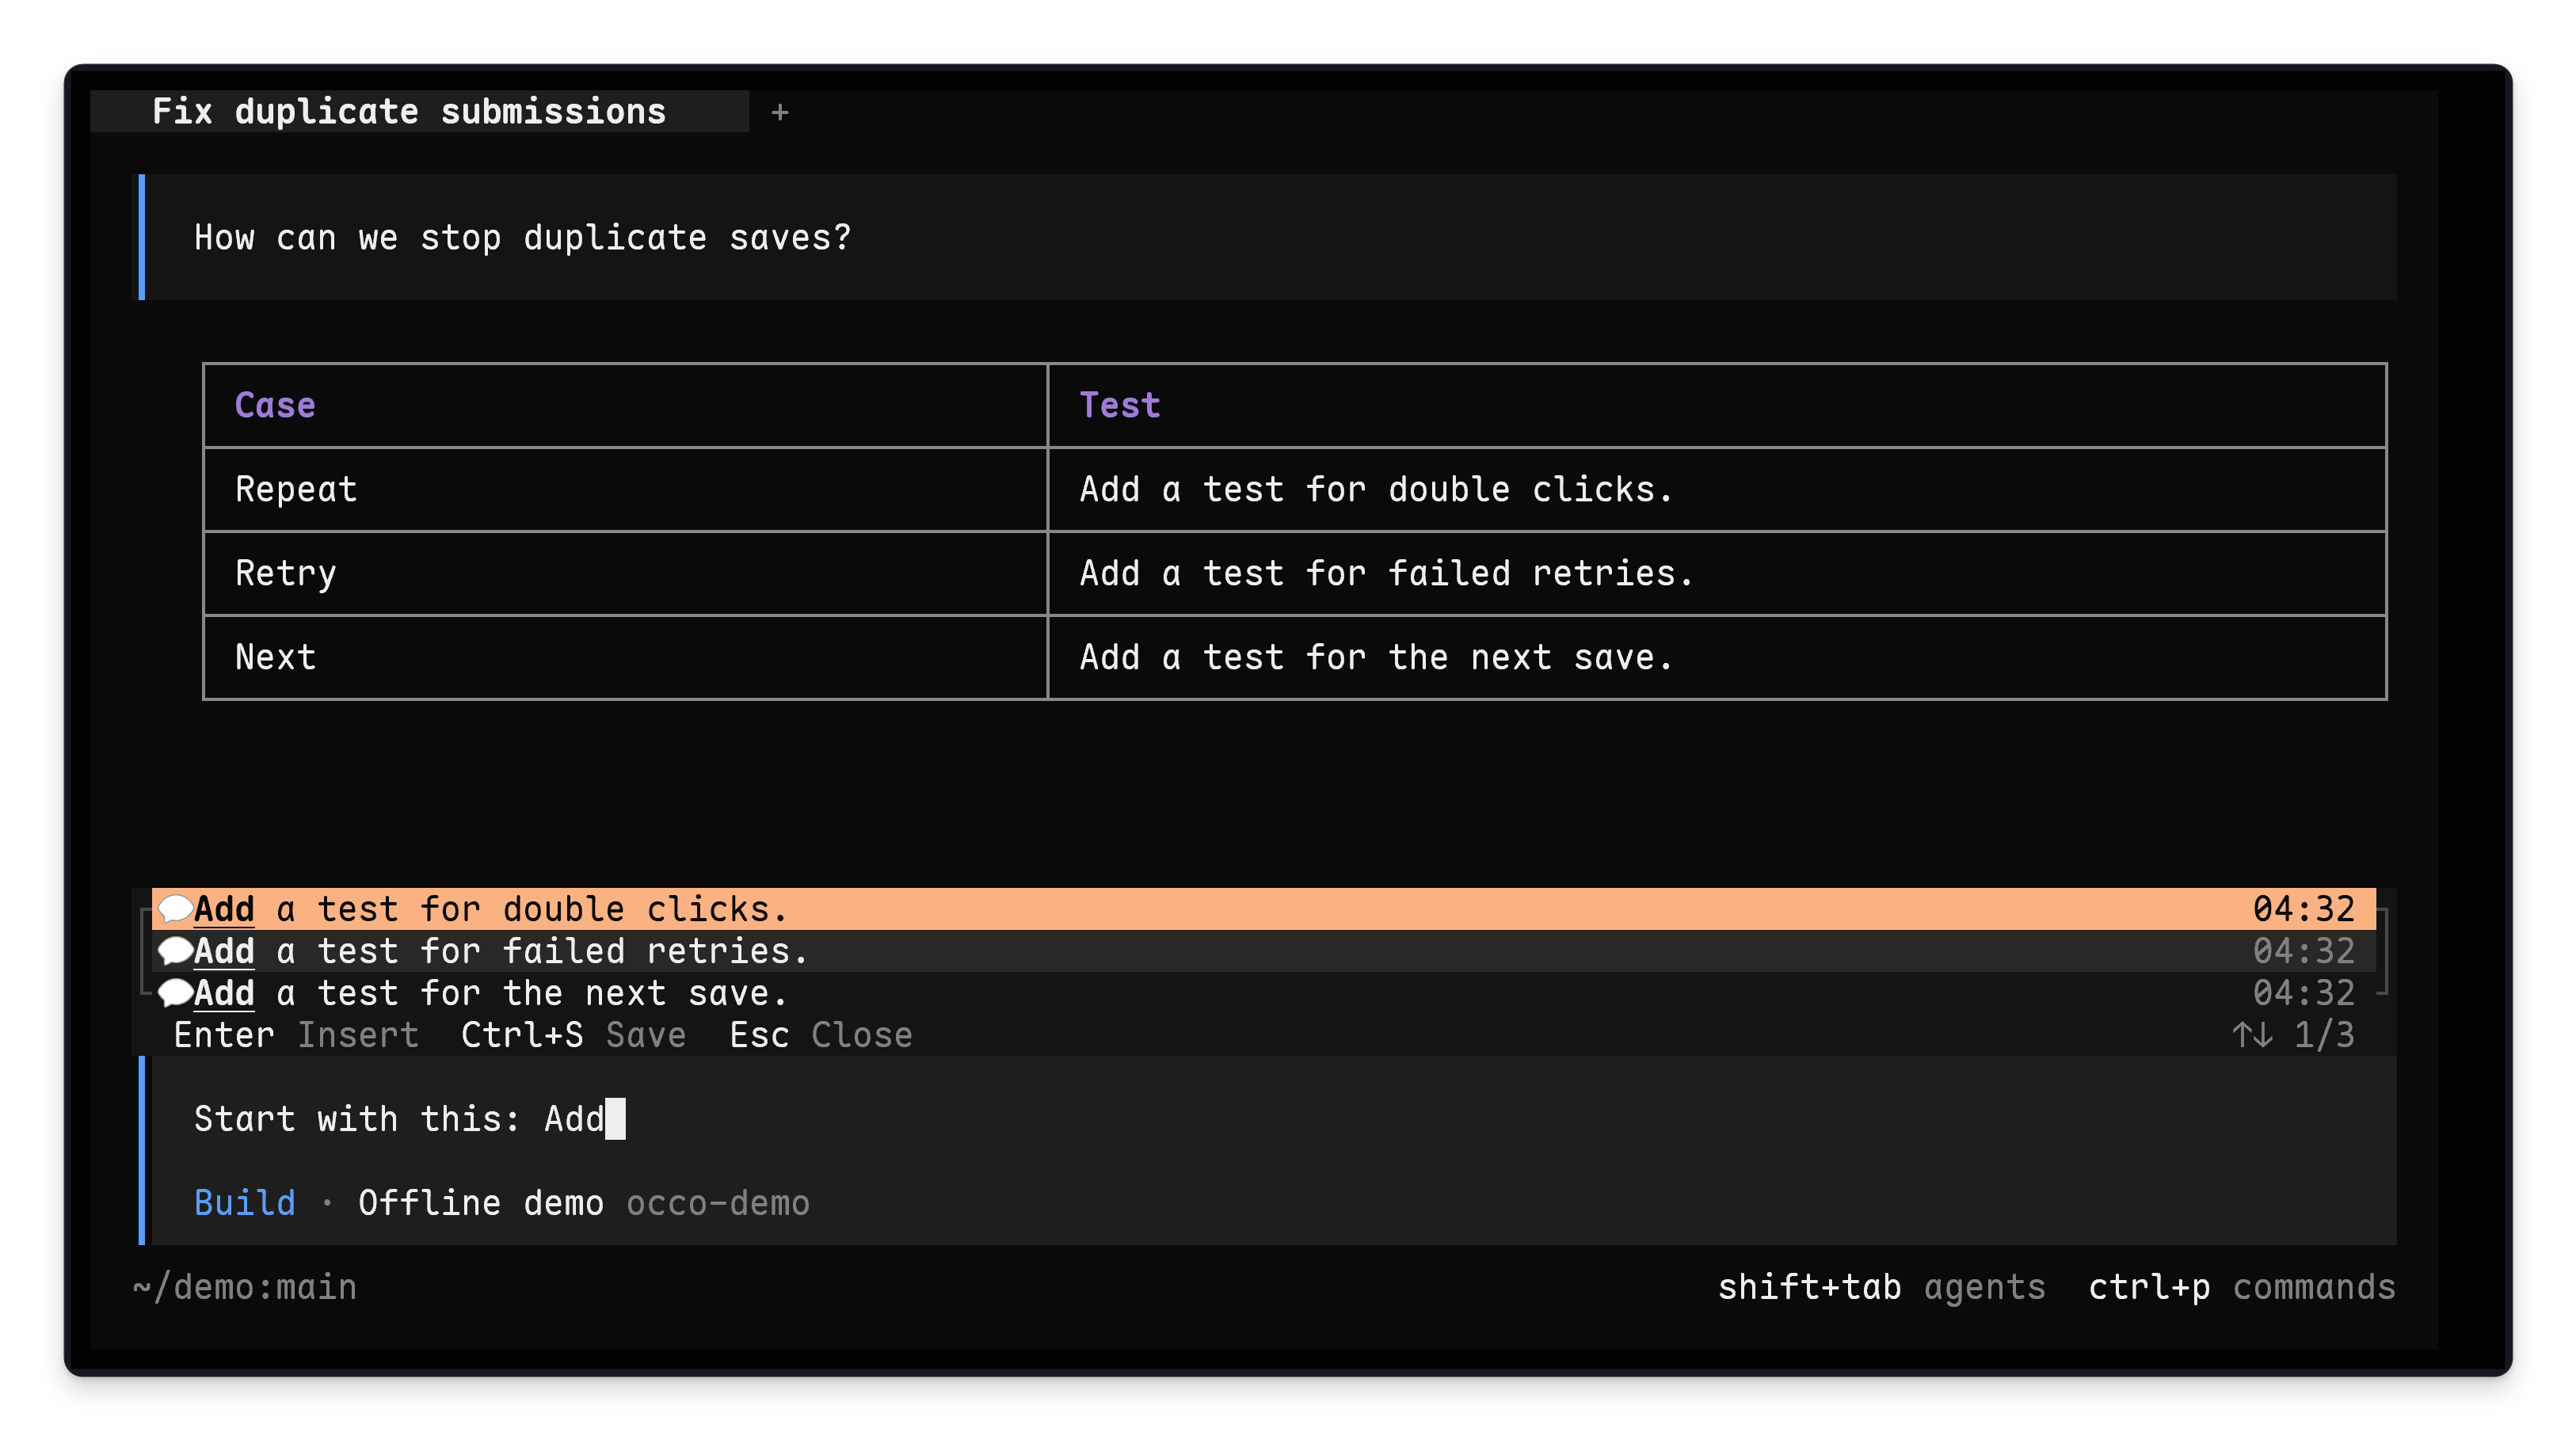 Fix duplicate submissions +
How can we stop duplicate saves?
Case Test
Repeat Add a test for double clicks.
Retry Add a test for failed retries.
Next Add a test for the next save.
💬Add a test for double clicks. 04:32
💬Add a test for failed retries. 04:32
💬Add a test for the next save. 04:32
Enter Insert Ctrl+S Save Esc Close ↑↓ 1/3
Start with this: Add
Build · Offline demo occo-demo
~/demo:main shift+tab agents ctrl+p commands